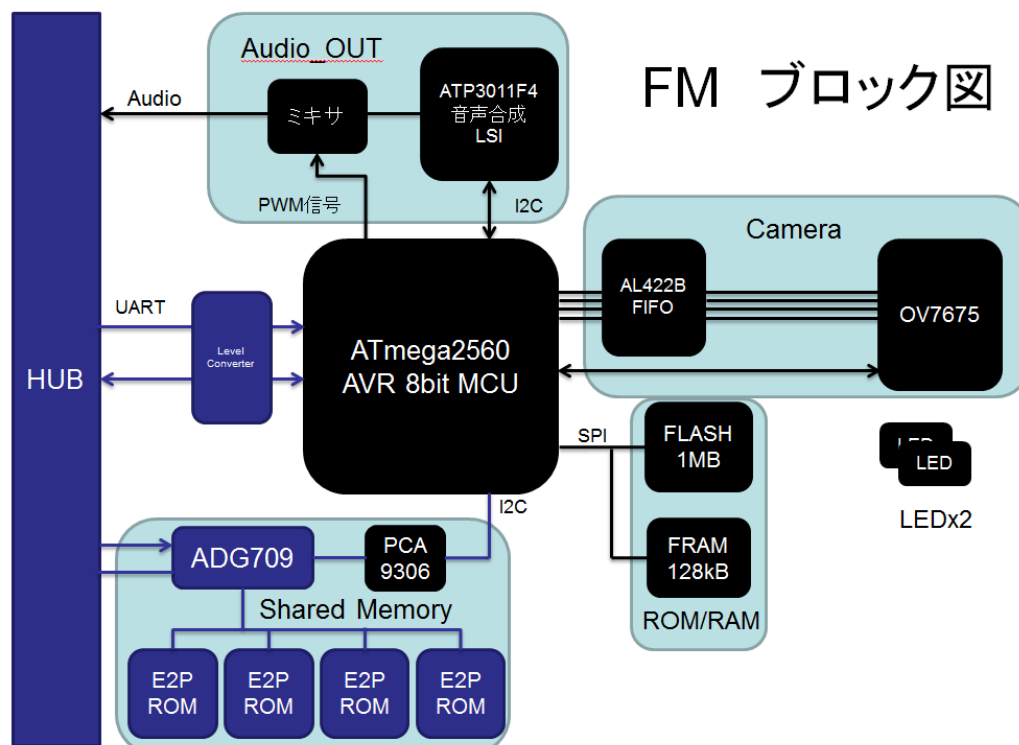 FM ブロック図
Audio_OUT
Audio
ミキサ
ATP3011F4
音声合成
LSI
PWM信号
I2C
Camera
AL422B
FIFO
OV7675
UART
Level
Converter
HUB
ATmega2560
AVR 8bit MCU
SPI
FLASH
1MB
LED
LED
LEDx2
I2C
ADG709
PCA
9306
FRAM
128kB
Shared Memory
ROM/RAM
E2P
ROM
E2P
ROM
E2P
ROM
E2P
ROM